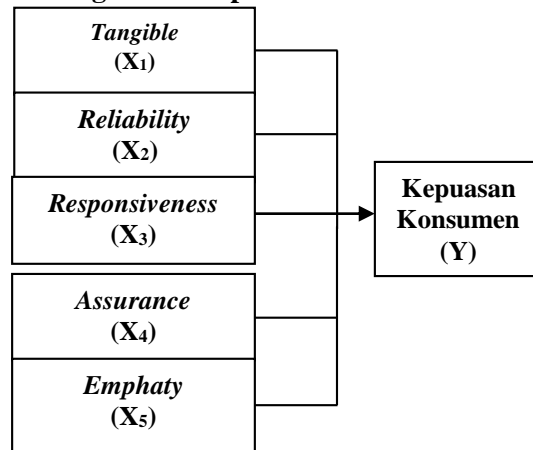 Tangible
(X₁)
Reliability
(X₂)
Responsiveness
(X₃)
Assurance
(X₄)
Emphaty
(X₅)
Kepuasan
Konsumen
(Y)